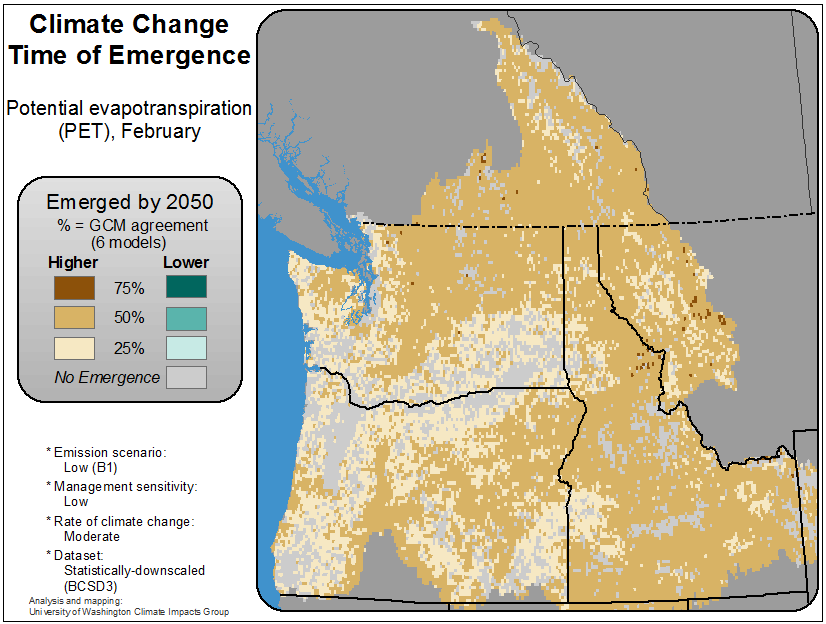 Climate Change
Time of Emergence
Potential evapotranspiration
(PET), February
Emerged by 2050
% = GCM agreement
(6 models)
Higher Lower
75%
50%
25%
No Emergence
* Emission scenario:
Low (B1)
* Management sensitivity:
Low
* Rate of climate change:
Moderate
* Dataset:
Statistically-downscaled
(BCSD3)
Analysis and mapping:
University of Washington Climate Impacts Group